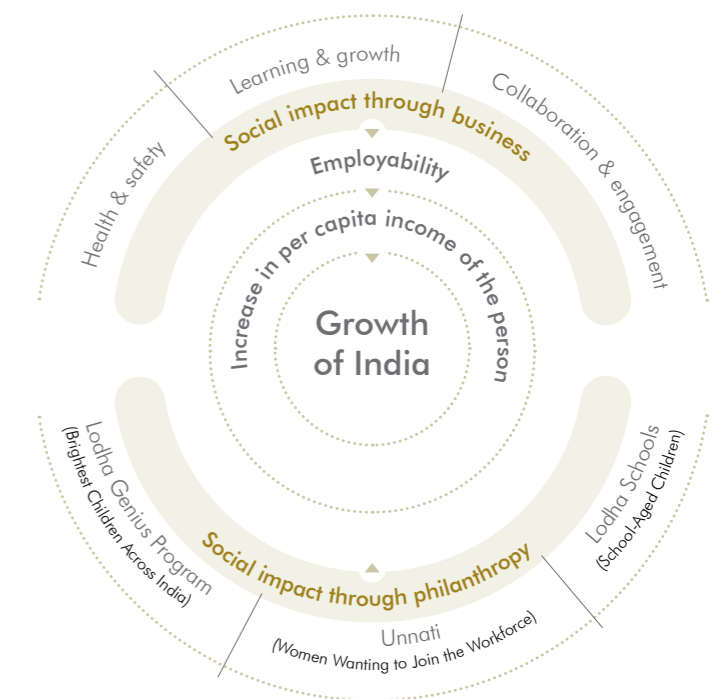 Learning & growth
Collaboration & engagement
Health & safety
Social impact through business
Employability
Increase in per capita income of the person
Growth
of India
Lodha Genius Program
(Brightest Children Across India)
Social impact through philanthropy
Unnati
(Women Wanting to Join the Workforce)
Lodha Schools
(School-Aged Children)